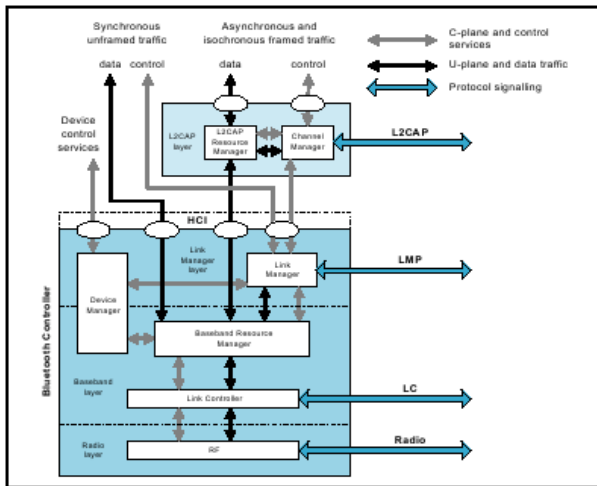 Synchronous
unframed traffic
Asynchronous and
isochronous framed traffic
data
control
data
control
C-plane and control
services
U-plane and data traffic
Protocol signalling
Device
control
services
L2CAP
layer
L2CAP
Resource
Manager
Channel
Manager
L2CAP
HCI
Link
Manager
layer
Link
Manager
LMP
Device
Manager
Baseband Resource
Manager
Bluetooth Controller
Baseband
layer
Link Controller
LC
Radio
layer
RF
Radio